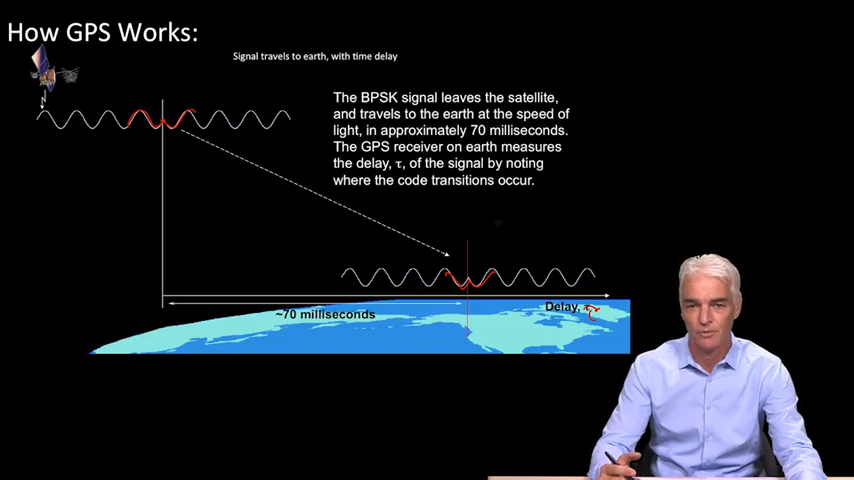 How GPS Works:
Signal travels to earth, with time delay
The BPSK signal leaves the satellite,
and travels to the earth at the speed of
light, in approximately 70 milliseconds.
The GPS receiver on earth measures
the delay, τ, of the signal by noting
where the code transitions occur.
~70 milliseconds
Delay, τ